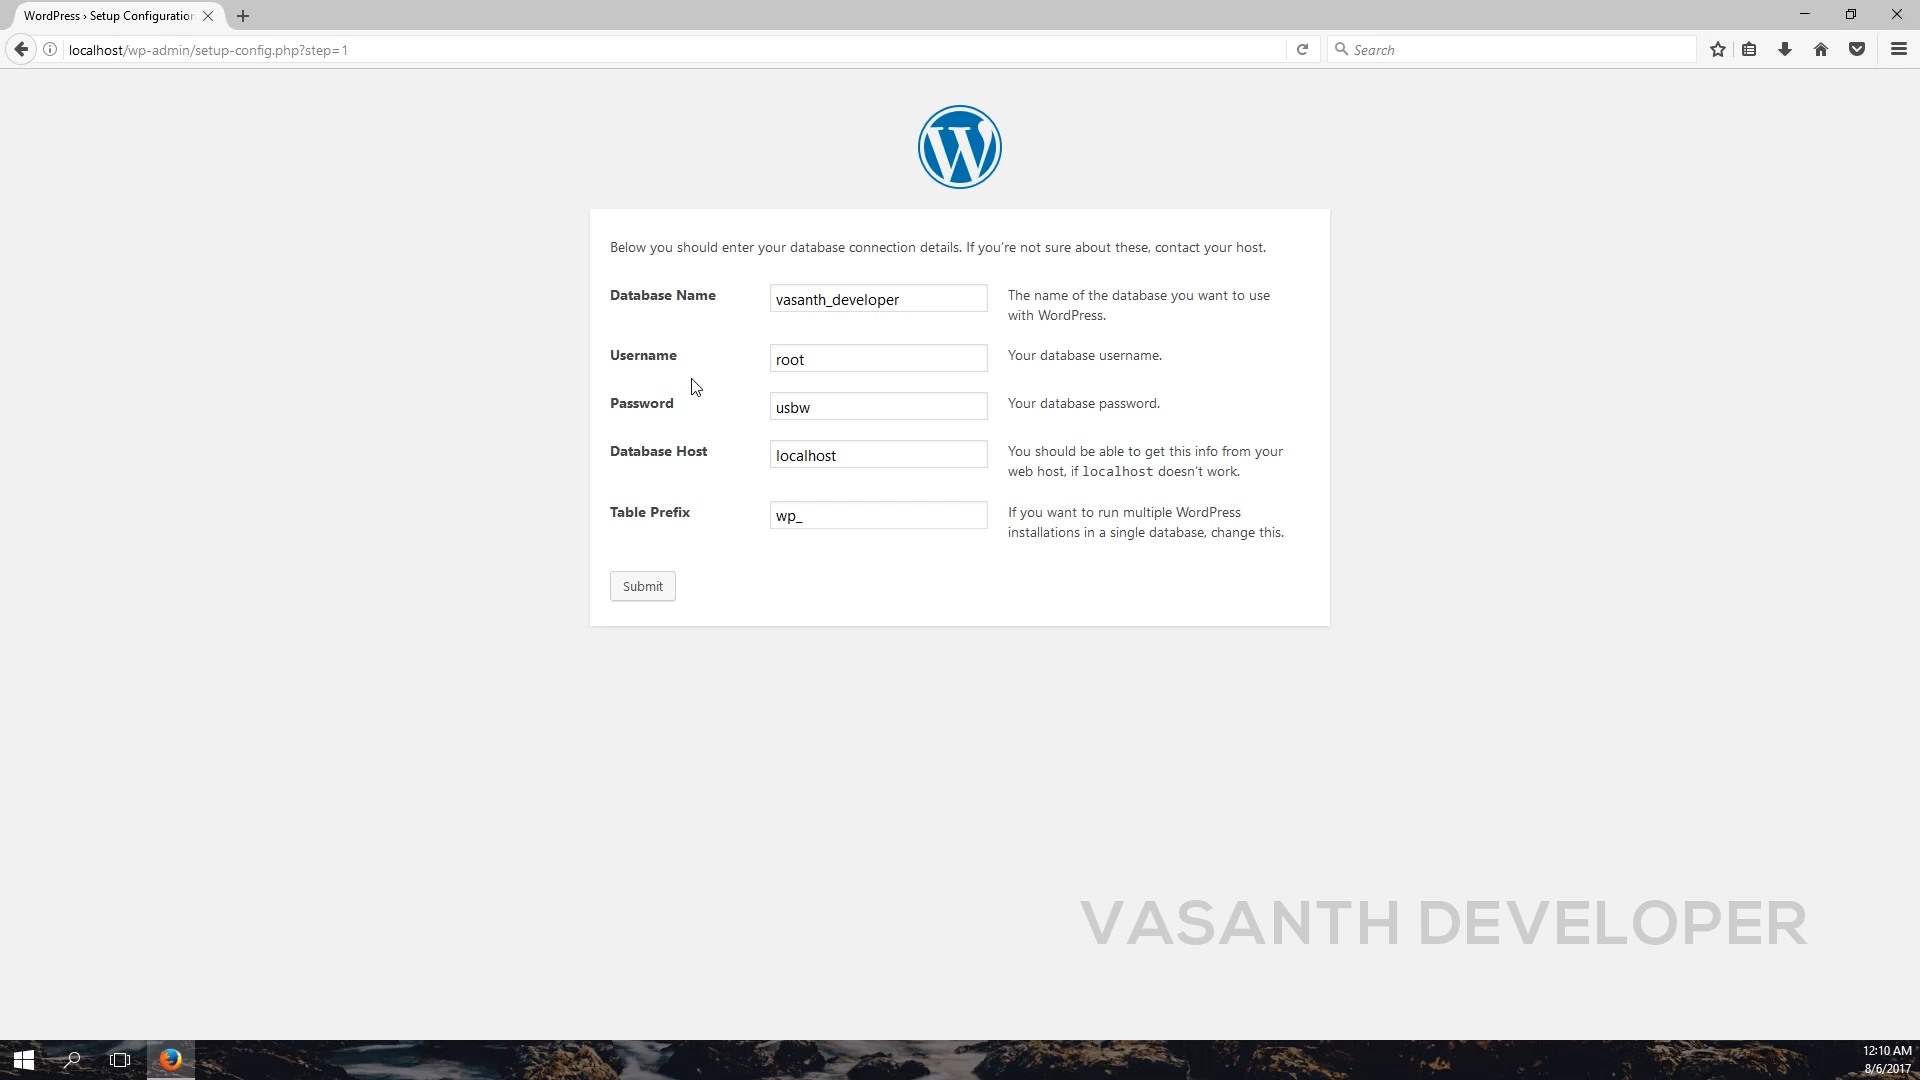 WordPress › Setup Configuration
localhost/wp-admin/setup-config.php?step=1
Search
Below you should enter your database connection details. If you’re not sure about these, contact your host.
Database Name
vasanth_developer
The name of the database you want to use
with WordPress.
Username
root
Your database username.
Password
usbw
Your database password.
Database Host
localhost
You should be able to get this info from your
web host, if localhost doesn’t work.
Table Prefix
wp_
If you want to run multiple WordPress
installations in a single database, change this.
Submit
VASANTH DEVELOPER
12:10 AM
8/6/2017